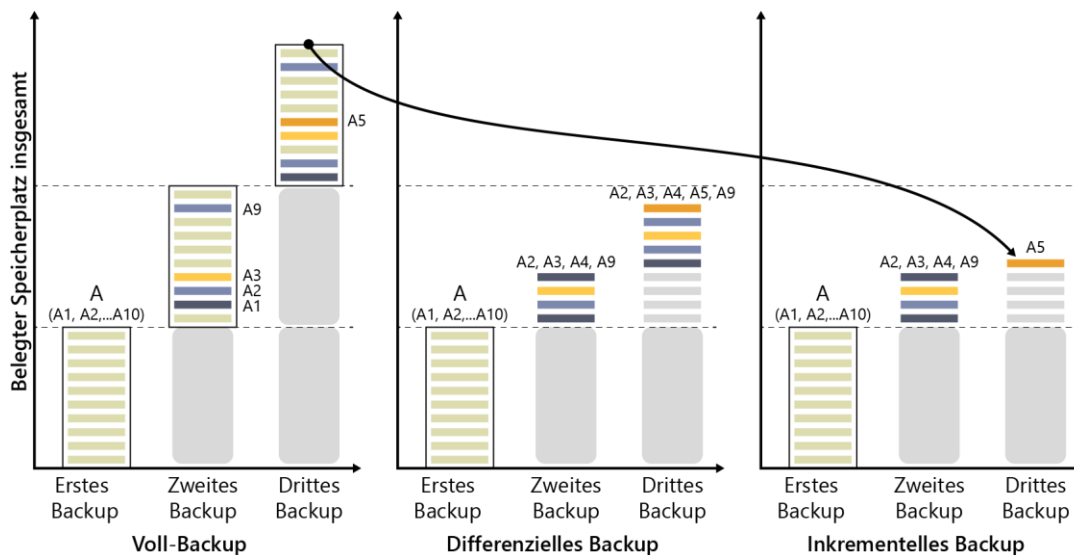 Belegter Speicherplatz insgesamt
A5
A9
A3
A2
A1
A
(A1, A2,...A10)
Erstes
Backup
Zweites
Backup
Drittes
Backup
Voll-Backup
A2, A3, A4, A5, A9
A2, A3, A4, A9
A
(A1, A2,...A10)
Erstes
Backup
Zweites
Backup
Drittes
Backup
Differenzielles Backup
A5
A2, A3, A4, A9
A
(A1, A2,...A10)
Erstes
Backup
Zweites
Backup
Drittes
Backup
Inkrementelles Backup